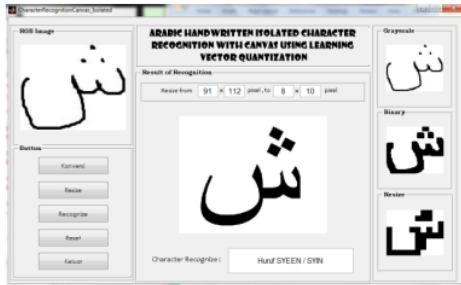 CharacterRecognitionCanvas_Isolated
RGB Image
ARABIC HANDWRITTEN ISOLATED CHARACTER
RECOGNITION WITH CANVAS USING LEARNING
VECTOR QUANTIZATION
Grayscale
ش
Result of Recognition
Resize from 91 x 112 pixel , to 8 x 10 pixel
ش
Binary
ش
Button
Konversi
Resize
Recognize
Reset
Keluar
ش
Resize
ش
Character Recognize : Huruf SYEEN / SYIN